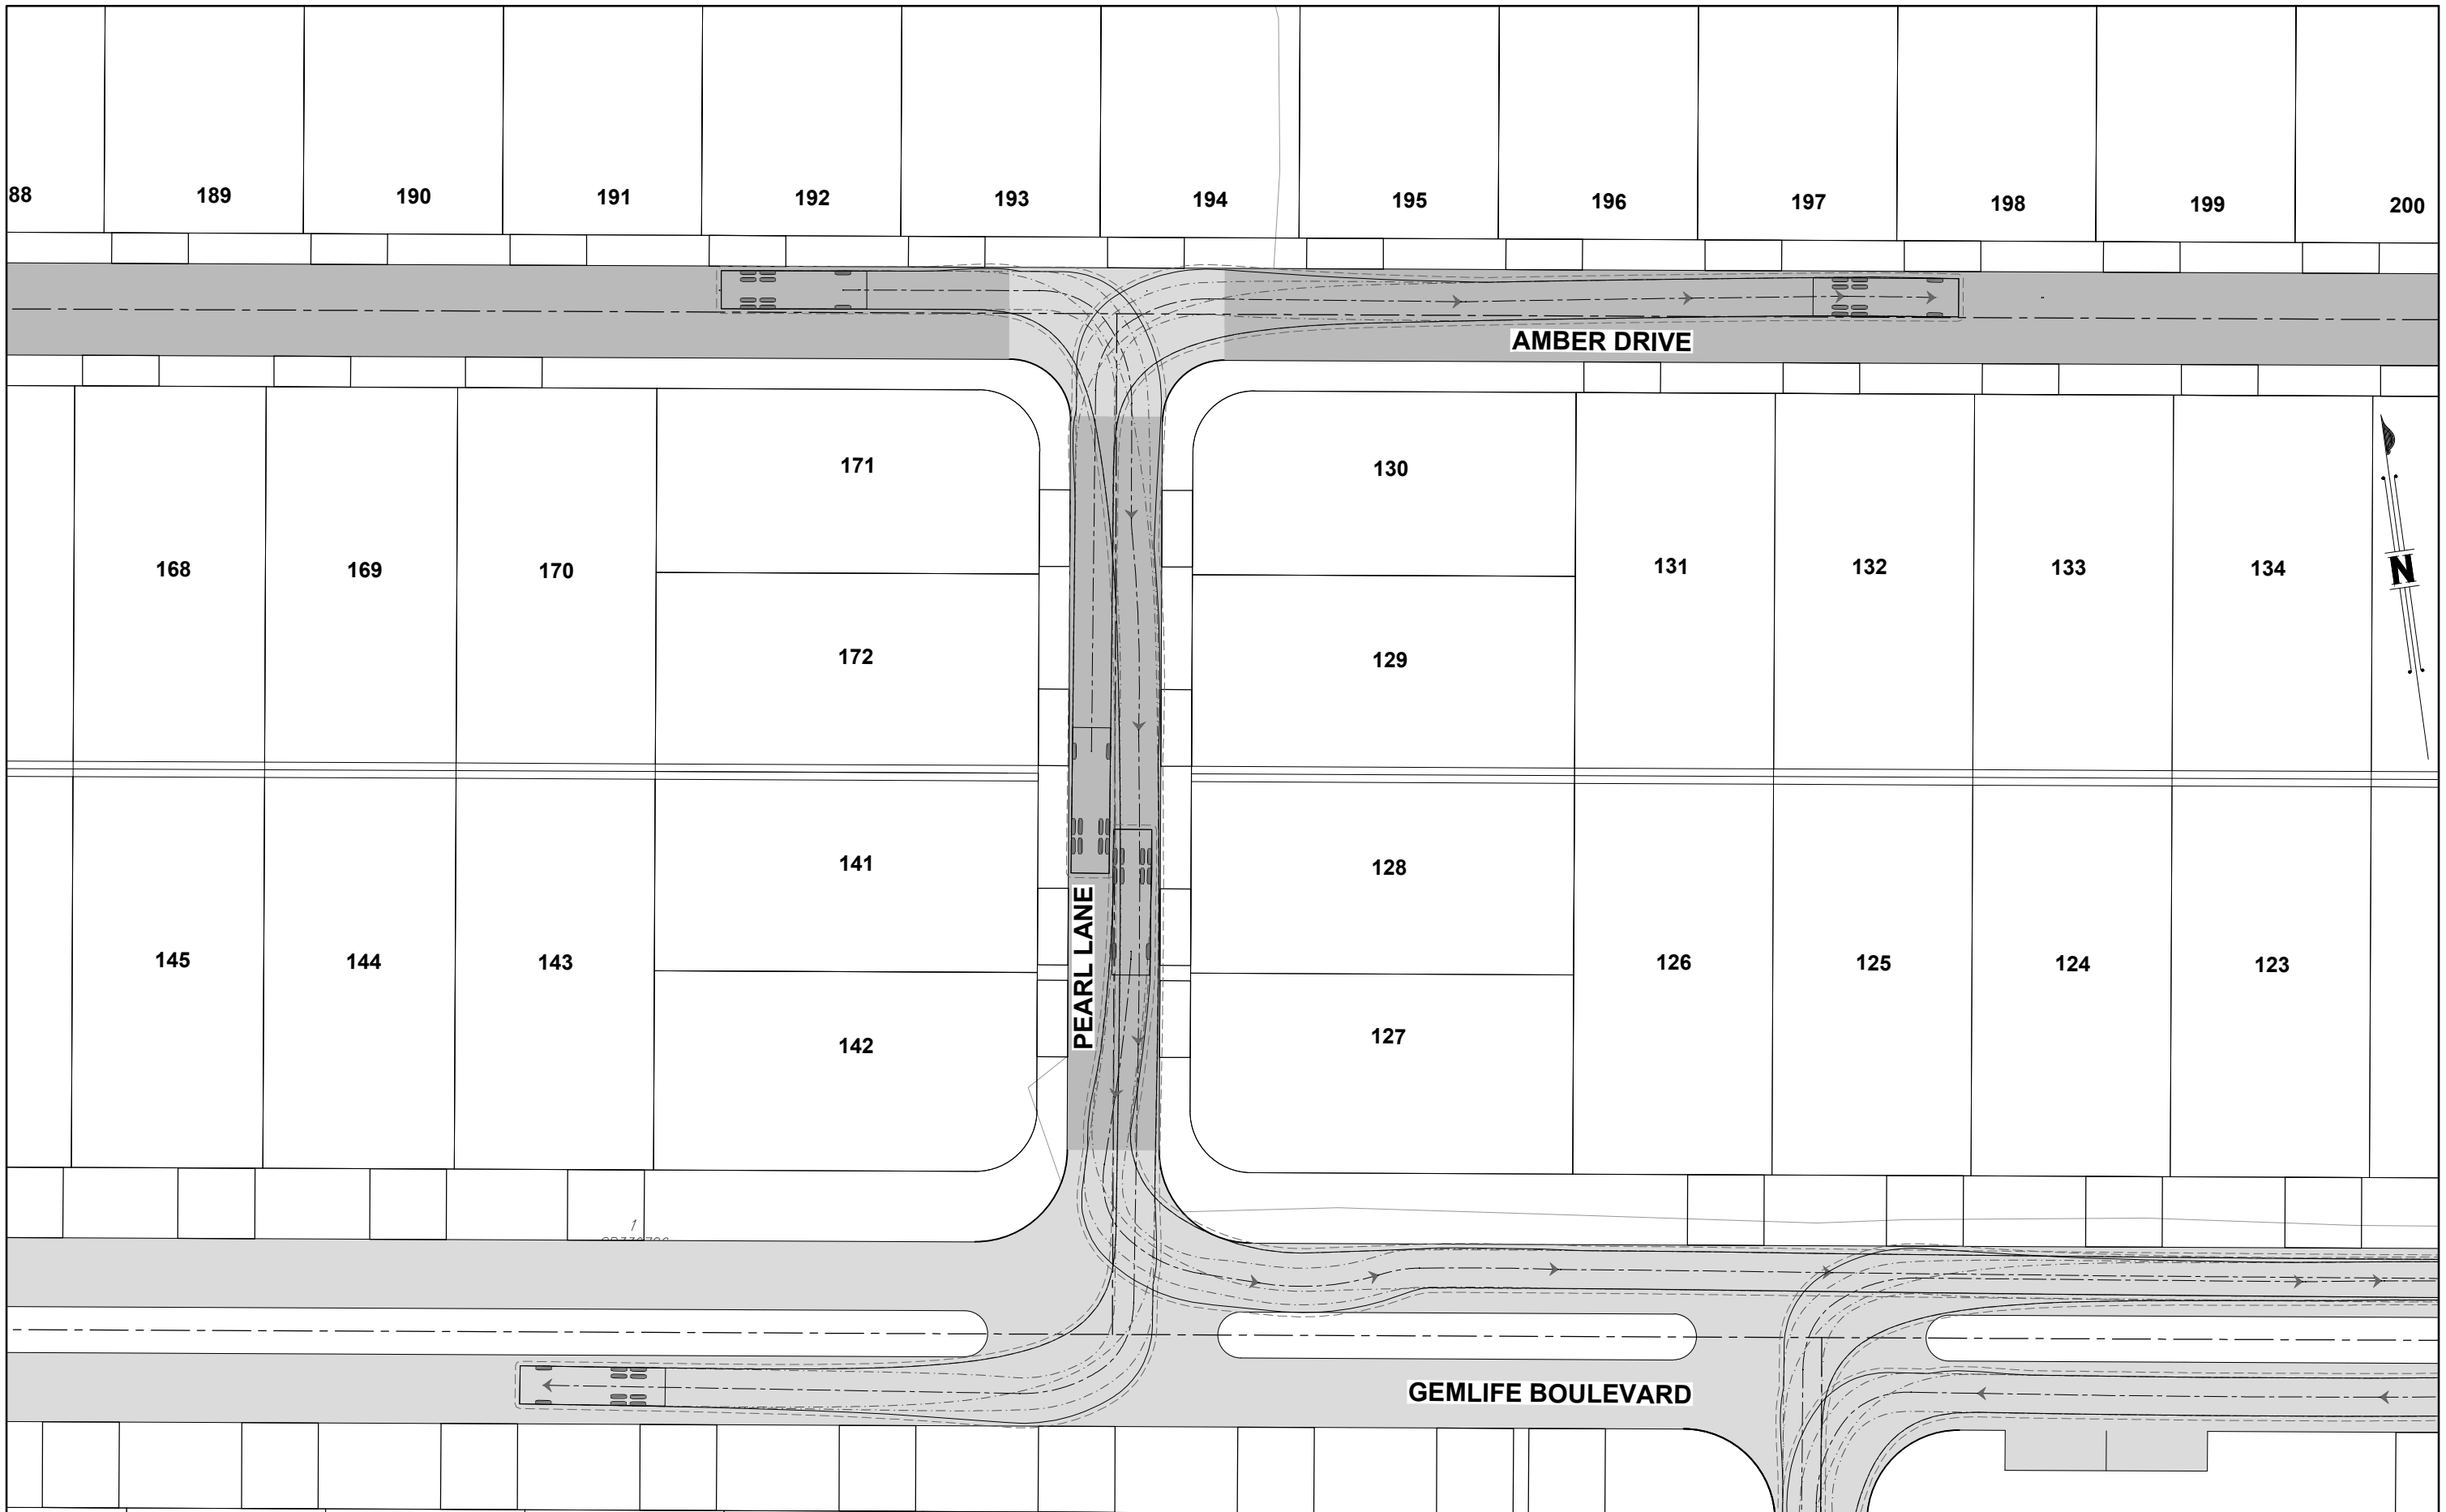 88 189 190 191 192 193 194 195 196 197 198 199 200
AMBER DRIVE
171 130
168 169 170 131 132 133 134
N
172 129
141 128
PEARL LANE
145 144 143 126 125 124 123
142 127
1
GEMLIFE BOULEVARD